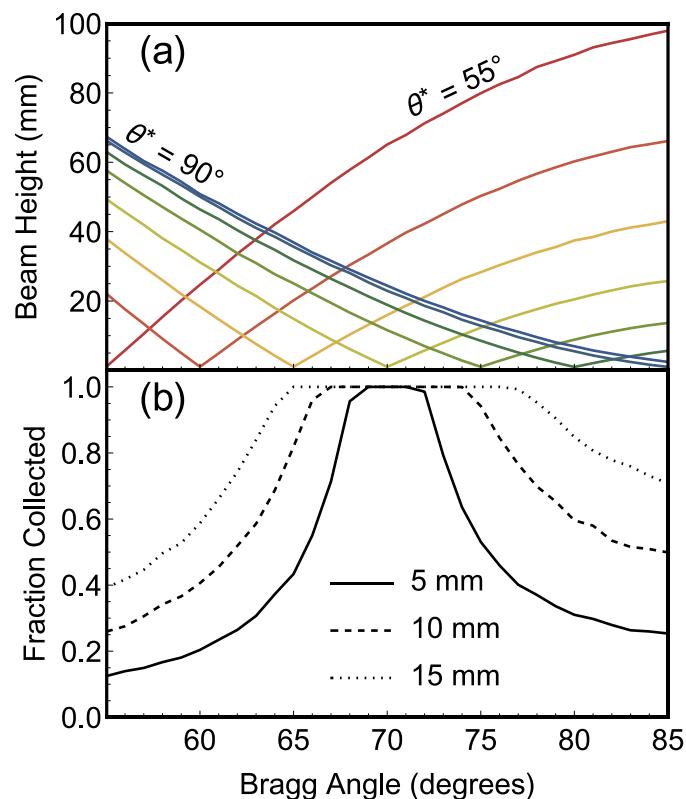 (a)
Beam Height (mm)
100
80
60
40
20
θ* = 55°
θ* = 90°
(b)
Fraction Collected
1.0
0.8
0.6
0.4
0.2
0.0
5 mm
10 mm
15 mm
60 65 70 75 80 85
Bragg Angle (degrees)